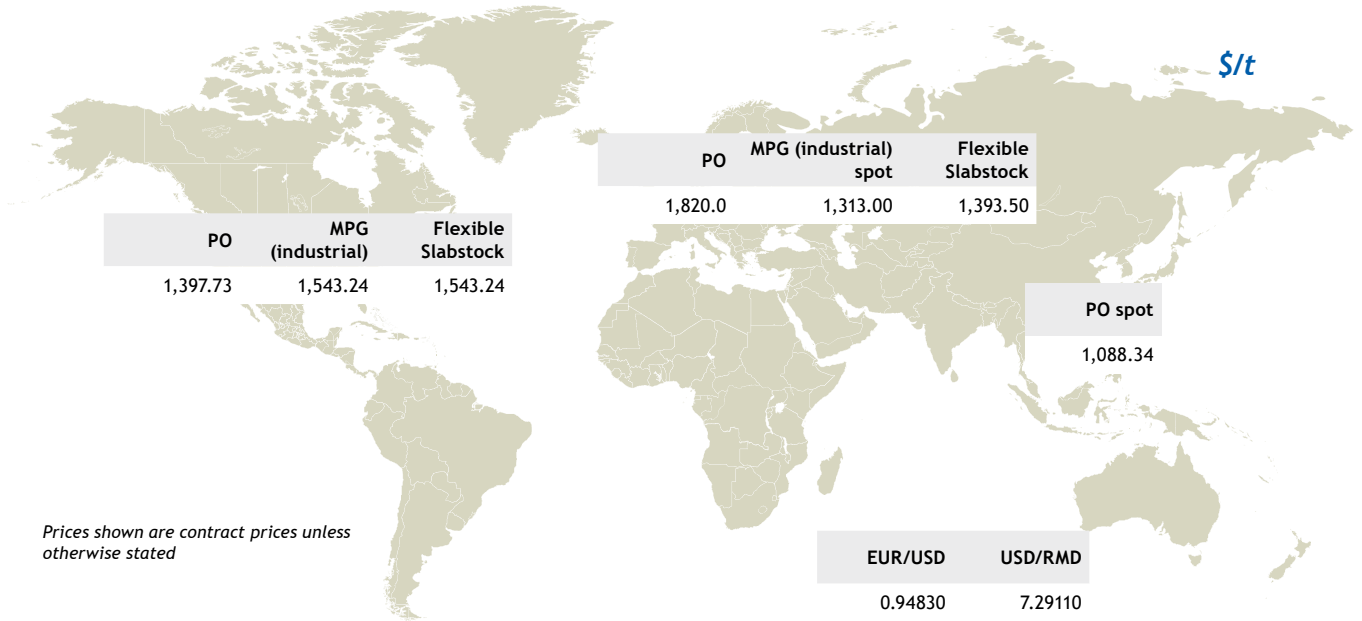 $/t
PO MPG (industrial) spot Flexible Slabstock
1,820.0 1,313.00 1,393.50
PO MPG (industrial) Flexible Slabstock
1,397.73 1,543.24 1,543.24
PO spot
1,088.34
Prices shown are contract prices unless
otherwise stated
EUR/USD USD/RMD
0.94830 7.29110